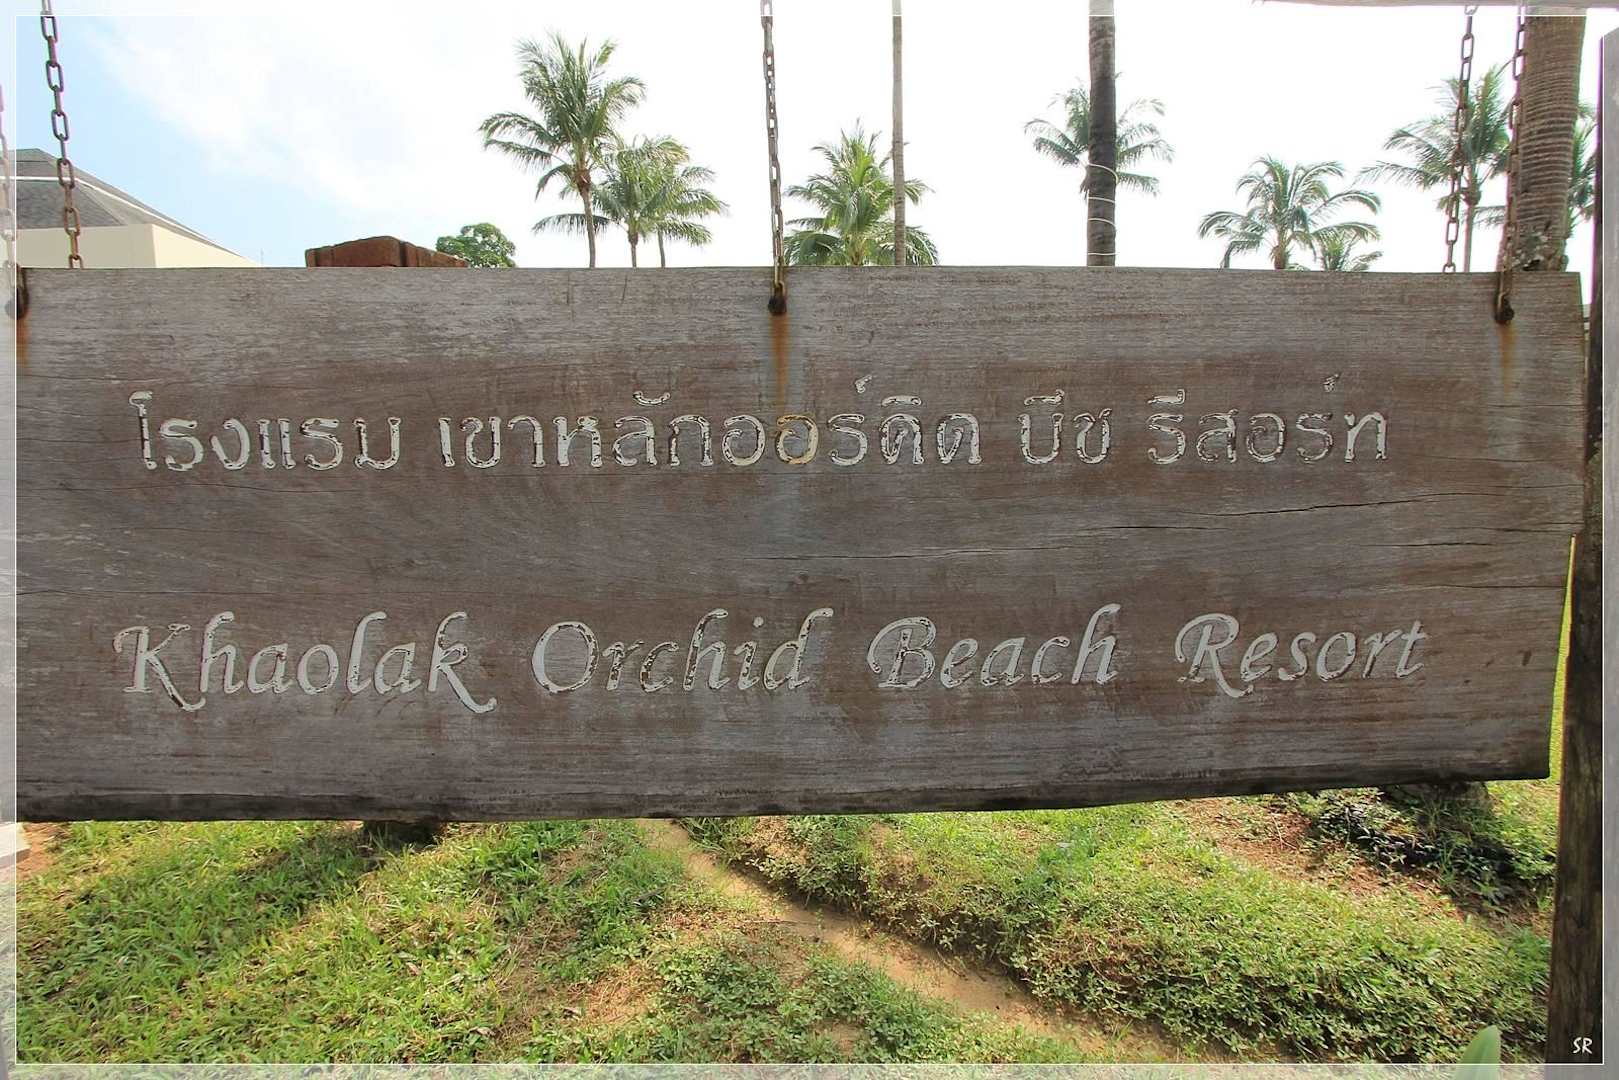 โรงแรม เขาหลักออร์คิด บีช รีสอร์ท
Khaolak Orchid Beach Resort
SR